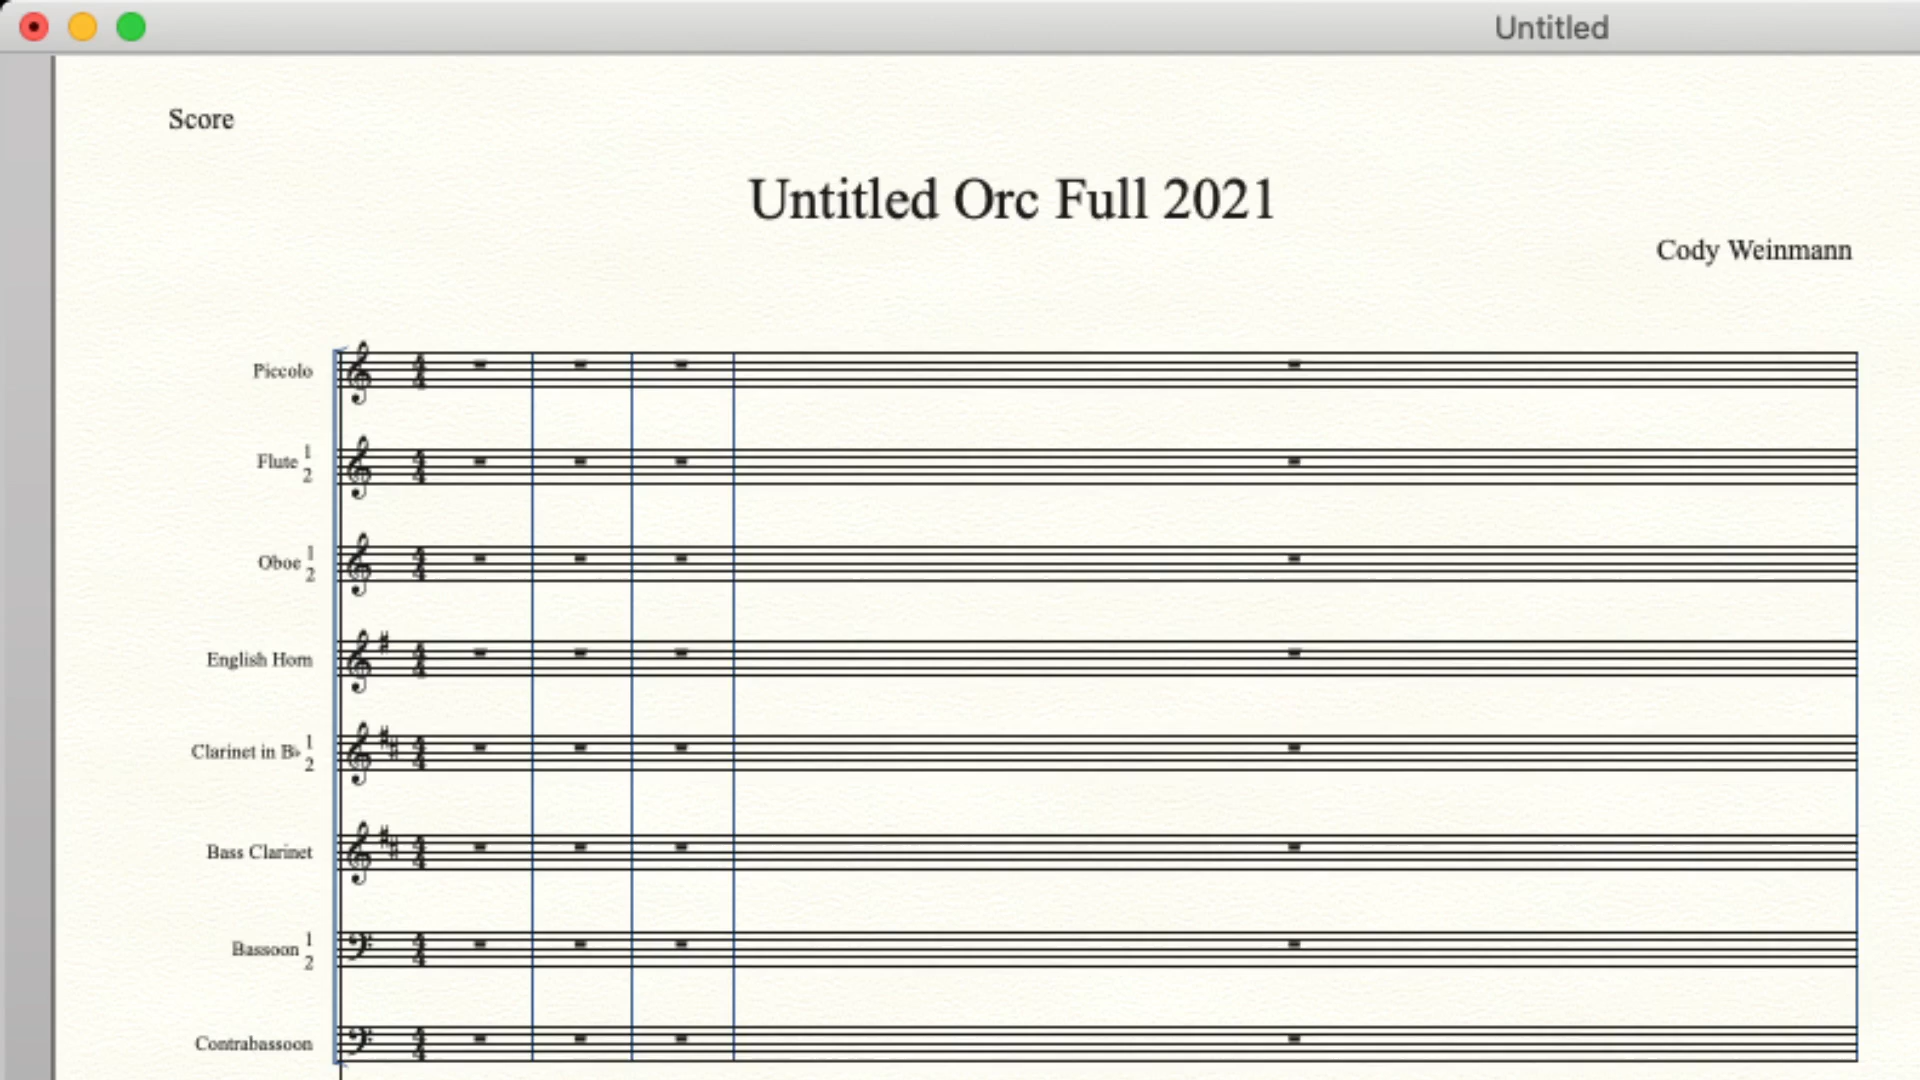 Untitled
Score
Untitled Orc Full 2021
Cody Weinmann
Piccolo
Flute 1 2
Oboe 1 2
English Horn
Clarinet in B♭ 1 2
Bass Clarinet
Bassoon 1 2
Contrabassoon